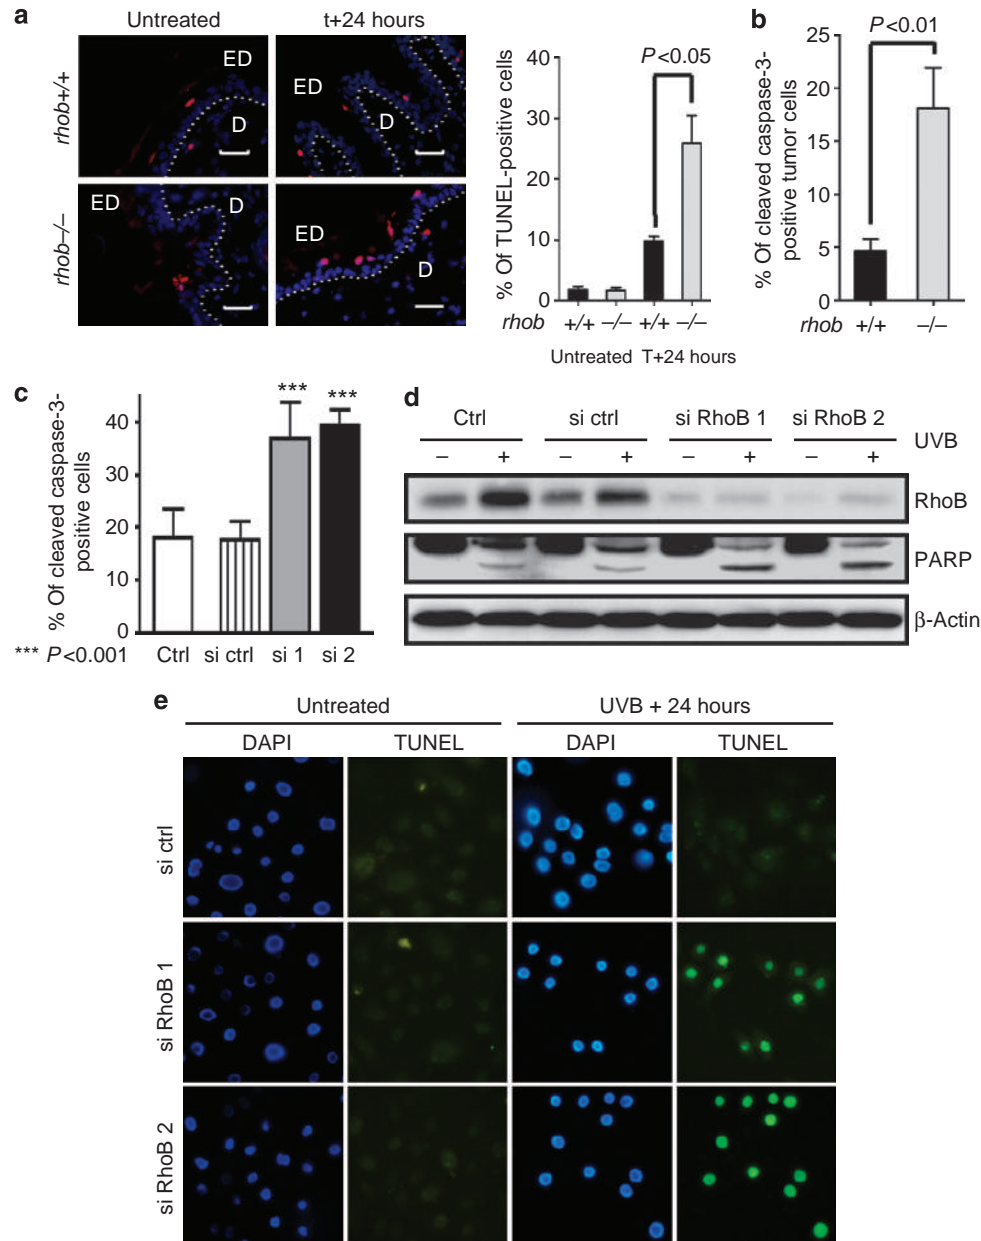 a
Untreated
t+24 hours
rhob+/+
rhob–/–
ED
D
ED
D
ED
D
ED
D
% Of TUNEL-positive cells
40
30
20
10
0
P<0.05
rhob +/+ –/– +/+ –/–
Untreated T+24 hours
b
% Of cleaved caspase-3-
positive tumor cells
25
20
15
10
5
0
P<0.01
rhob +/+ –/–
c
% Of cleaved caspase-3-
positive cells
40
30
20
10
0
*** ***
*** P<0.001
Ctrl si ctrl si 1 si 2
d
Ctrl si ctrl si RhoB 1 si RhoB 2
UVB
– + – + – + – +
RhoB
PARP
β-Actin
e
Untreated
UVB + 24 hours
DAPI TUNEL DAPI TUNEL
si ctrl
si RhoB 1
si RhoB 2